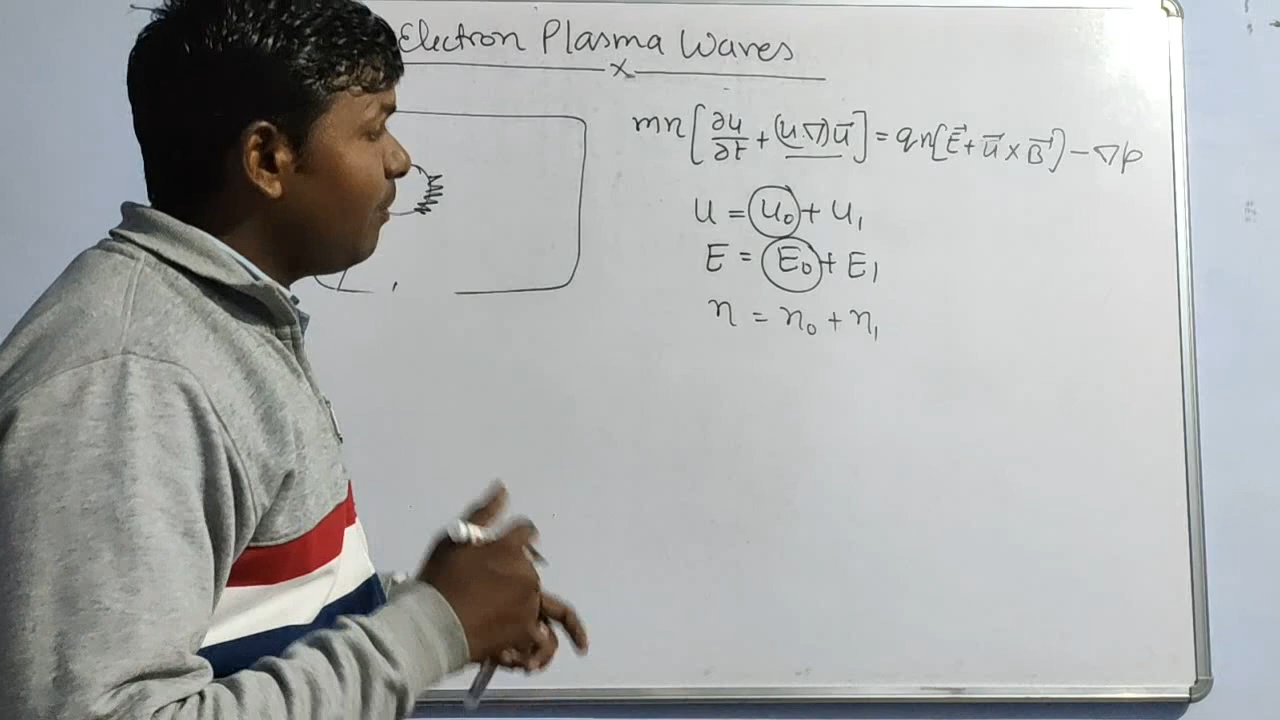 Electron Plasma Waves
x
mn[∂u/∂t + (u.∇)u⃗] = qn[E⃗ + u⃗ × B⃗) − ∇p
u = u₀ + u₁
E = E₀ + E₁
n = n₀ + n₁